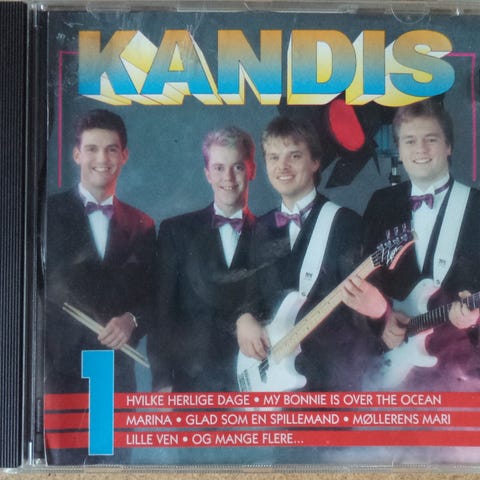 KANDIS
1
HVILKE HERLIGE DAGE • MY BONNIE IS OVER THE OCEAN
MARINA • GLAD SOM EN SPILLEMAND • MØLLERENS MARI
LILLE VEN • OG MANGE FLERE...